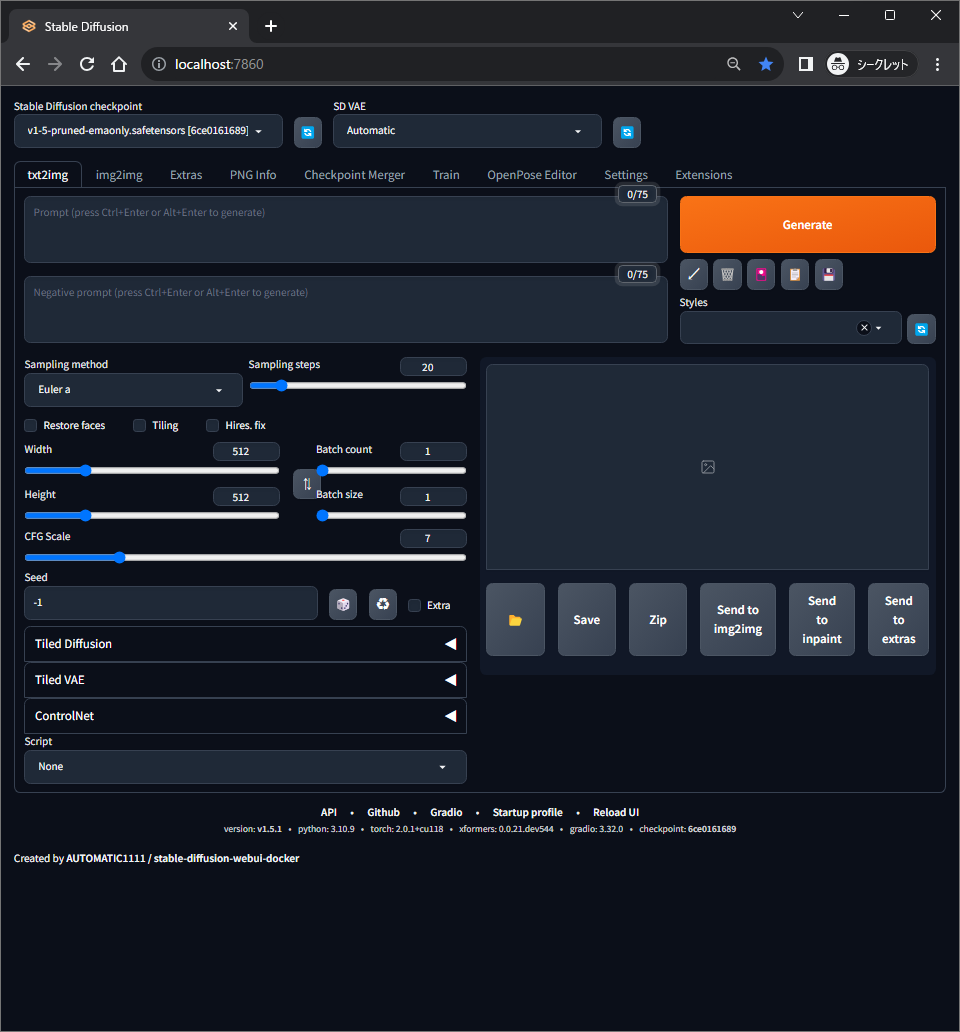 Stable Diffusion
localhost:7860
シークレット
Stable Diffusion checkpoint
SD VAE
v1-5-pruned-emaonly.safetensors [6ce0161689]
Automatic
txt2img
img2img
Extras
PNG Info
Checkpoint Merger
Train
OpenPose Editor
Settings
Extensions
0/75
Prompt (press Ctrl+Enter or Alt+Enter to generate)
Generate
0/75
Negative prompt (press Ctrl+Enter or Alt+Enter to generate)
Styles
Sampling method
Sampling steps
20
Euler a
Restore faces
Tiling
Hires. fix
Width
512
Batch count
1
Height
512
Batch size
1
CFG Scale
7
Seed
-1
Extra
Save
Zip
Send to
img2img
Send
to
inpaint
Send
to
extras
Tiled Diffusion
Tiled VAE
ControlNet
Script
None
API • Github • Gradio • Startup profile • Reload UI
version: v1.5.1 • python: 3.10.9 • torch: 2.0.1+cu118 • xformers: 0.0.21.dev544 • gradio: 3.32.0 • checkpoint: 6ce0161689
Created by AUTOMATIC1111 / stable-diffusion-webui-docker